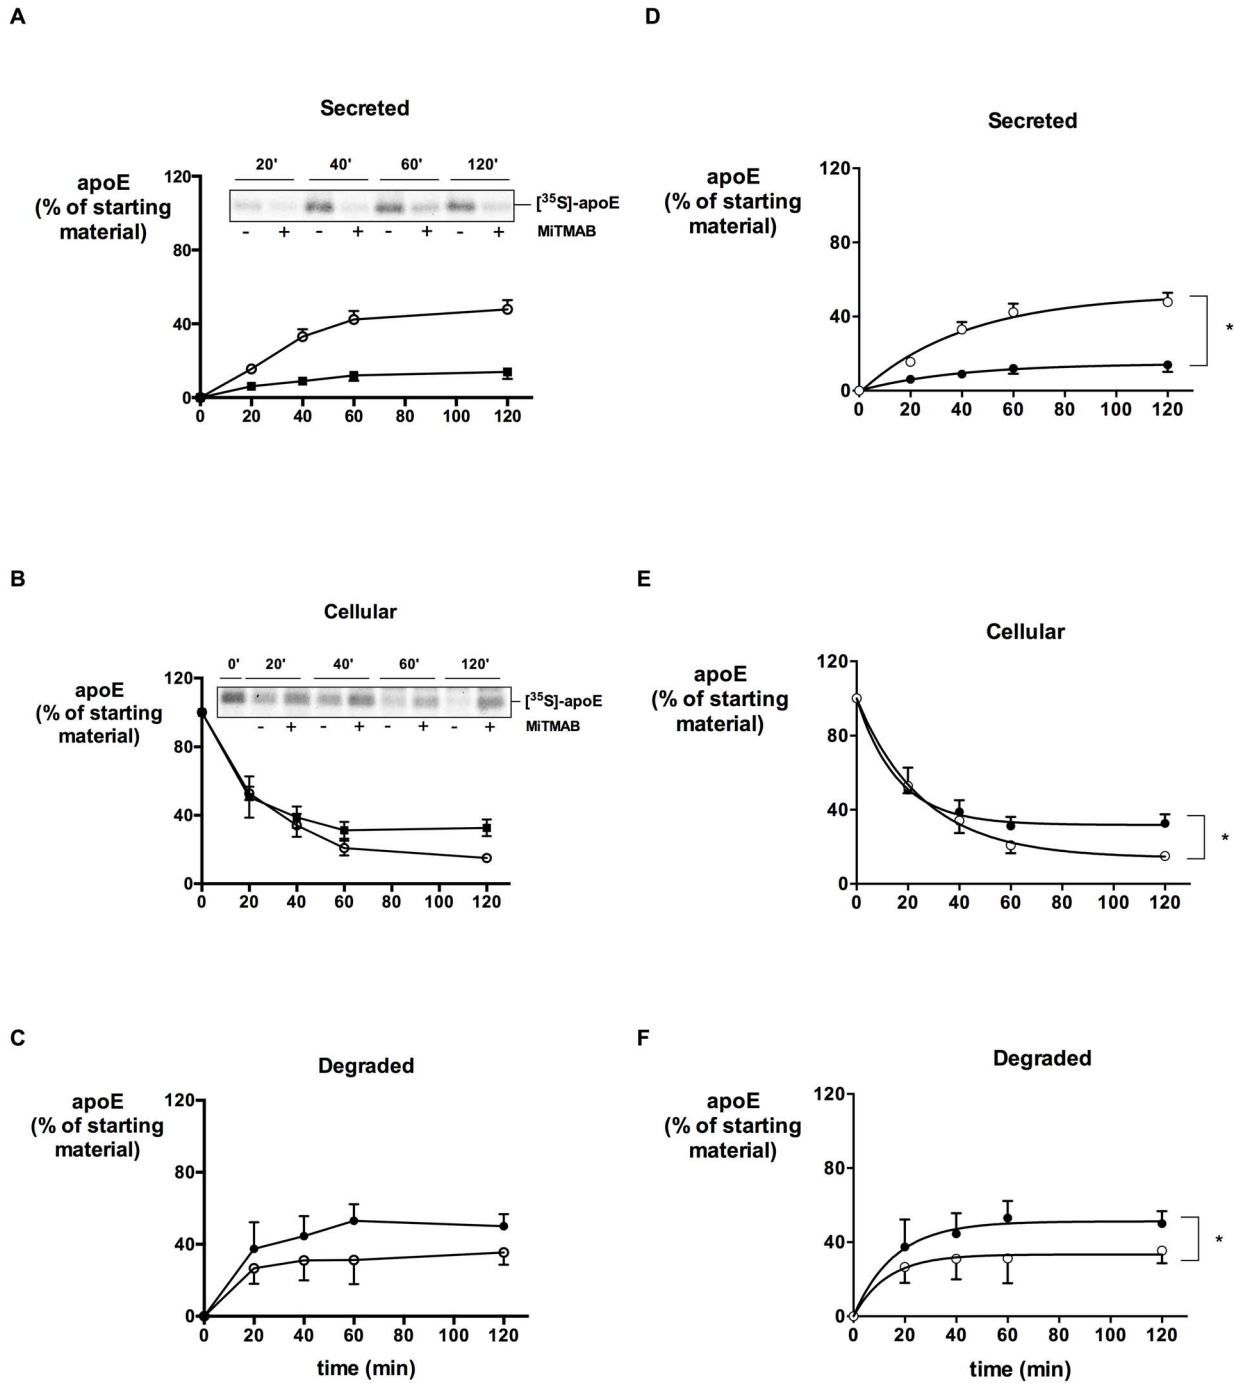 A
Secreted
apoE
(% of starting
material)
120
80
40
0
20' 40' 60' 120'
[³⁵S]-apoE
- + - + - + - +
MiTMAB
0 20 40 60 80 100 120
D
Secreted
apoE
(% of starting
material)
120
80
40
0
*
0 20 40 60 80 100 120
B
Cellular
apoE
(% of starting
material)
120
80
40
0
0' 20' 40' 60' 120'
[³⁵S]-apoE
- + - + - + - +
MiTMAB
0 20 40 60 80 100 120
E
Cellular
apoE
(% of starting
material)
120
80
40
0
*
0 20 40 60 80 100 120
C
Degraded
apoE
(% of starting
material)
120
80
40
0
0 20 40 60 80 100 120
time (min)
F
Degraded
apoE
(% of starting
material)
120
80
40
0
*
0 20 40 60 80 100 120
time (min)